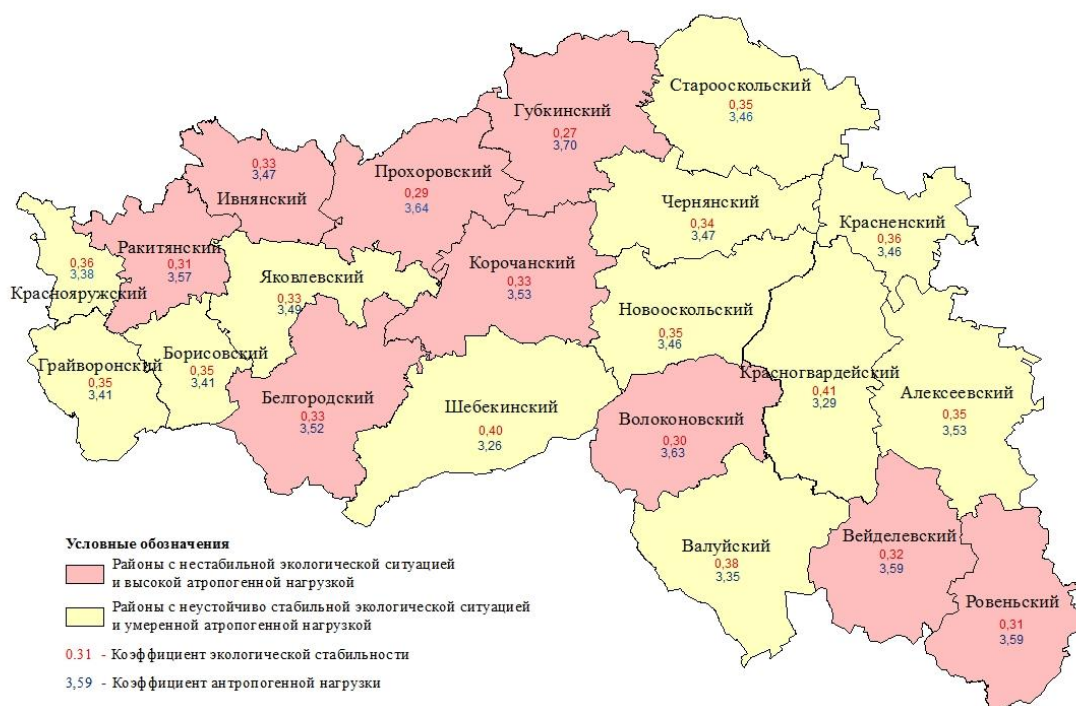 Старооскольский
0,35
3,46
Губкинский
0,27
3,70
0,33
3,47
Ивнянский
Прохоровский
0,29
3,64
Чернянский
0,34
3,47
Красненский
0,36
3,46
Ракитянский
0,31
3,57
0,36
3,38
Краснояружский
Яковлевский
0,33
3,49
Корочанский
0,33
3,53
Новооскольский
0,35
3,46
Грайворонский
0,35
3,41
Борисовский
0,35
3,41
Белгородский
0,33
3,52
Шебекинский
0,40
3,26
Волоконовский
0,30
3,63
Красногвардейский
0,41
3,29
Алексеевский
0,35
3,53
Валуйский
0,38
3,35
Вейделевский
0,32
3,59
Ровеньский
0,31
3,59
Условные обозначения
Районы с нестабильной экологической ситуацией
и высокой атропогенной нагрузкой
Районы с неустойчиво стабильной экологической ситуацией
и умеренной атропогенной нагрузкой
0.31 - Коэффициент экологической стабильности
3,59 - Коэффициент антропогенной нагрузки